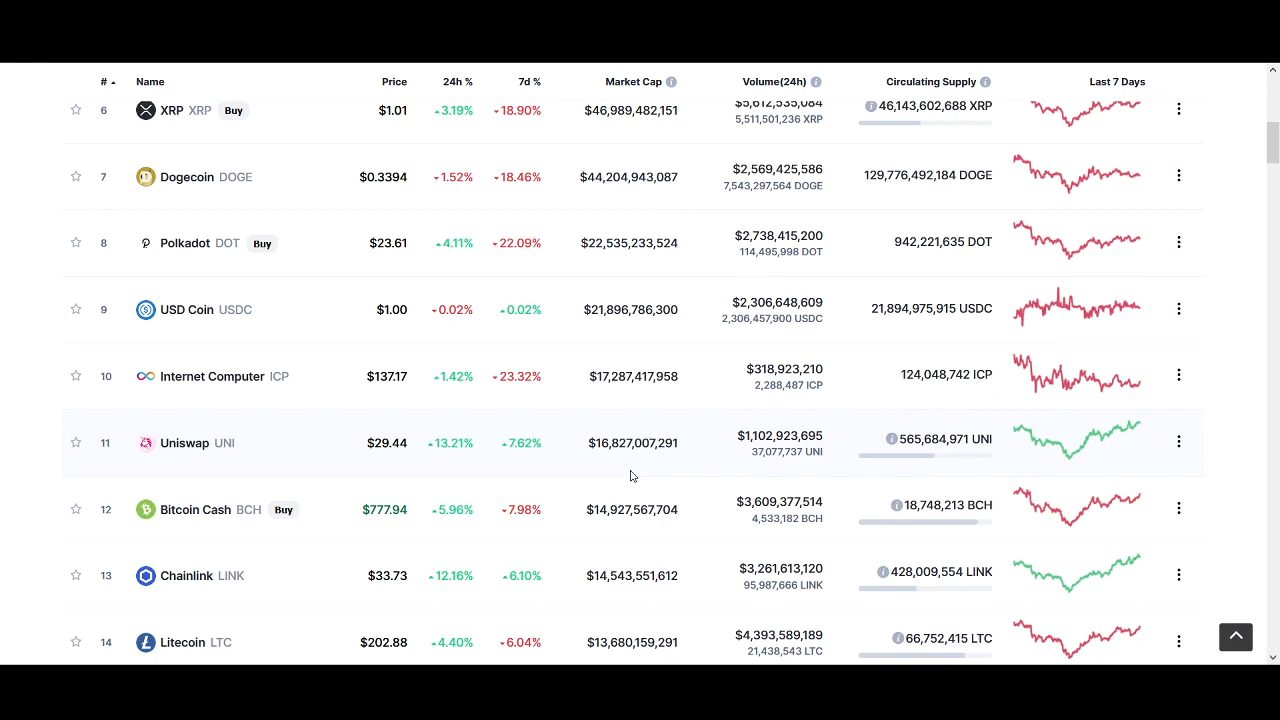 # Name Price 24h % 7d % Market Cap Volume(24h) Circulating Supply Last 7 Days
6 XRP XRP Buy $1.01 3.19% 18.90% $46,989,482,151 $5,612,535,084 46,143,602,688 XRP
5,511,501,236 XRP
7 Dogecoin DOGE $0.3394 1.52% 18.46% $44,204,943,087 $2,569,425,586 129,776,492,184 DOGE
7,543,297,564 DOGE
8 Polkadot DOT Buy $23.61 4.11% 22.09% $22,535,233,524 $2,738,415,200 942,221,635 DOT
114,495,998 DOT
9 USD Coin USDC $1.00 0.02% 0.02% $21,896,786,300 $2,306,648,609 21,894,975,915 USDC
2,306,457,900 USDC
10 Internet Computer ICP $137.17 1.42% 23.32% $17,287,417,958 $318,923,210 124,048,742 ICP
2,288,487 ICP
11 Uniswap UNI $29.44 13.21% 7.62% $16,827,007,291 $1,102,923,695 565,684,971 UNI
37,077,737 UNI
12 Bitcoin Cash BCH Buy $777.94 5.96% 7.98% $14,927,567,704 $3,609,377,514 18,748,213 BCH
4,533,182 BCH
13 Chainlink LINK $33.73 12.16% 6.10% $14,543,551,612 $3,261,613,120 428,009,554 LINK
95,987,666 LINK
14 Litecoin LTC $202.88 4.40% 6.04% $13,680,159,291 $4,393,589,189 66,752,415 LTC
21,438,543 LTC